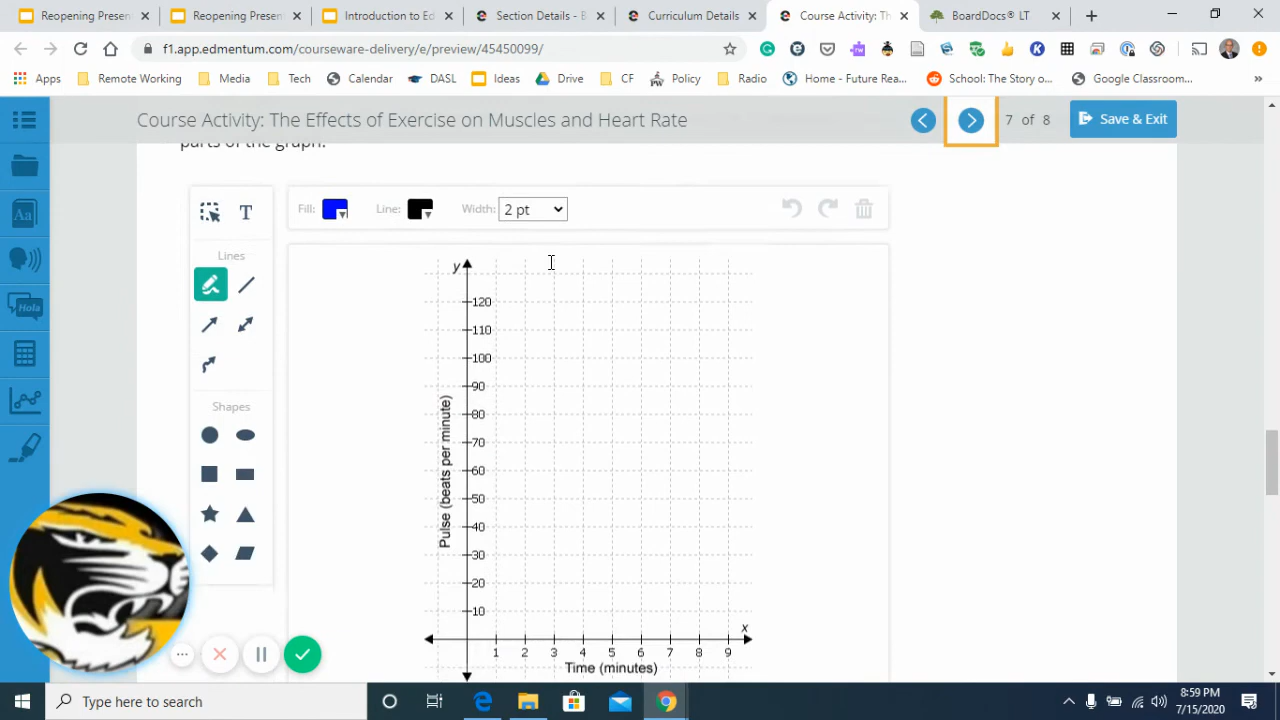 Reopening Present
Reopening Present
Introduction to Ed
Section Details - B
Curriculum Details
Course Activity: Th
BoardDocs® LT
f1.app.edmentum.com/courseware-delivery/e/preview/45450099/
Apps
Remote Working
Media
Tech
Calendar
DASL
Ideas
Drive
CF
Policy
Radio
Home - Future Rea...
School: The Story o...
Google Classroom...
Course Activity: The Effects of Exercise on Muscles and Heart Rate
7 of 8
Save & Exit
parts of the graph.
Fill:
Line:
Width:
2 pt
T
Lines
Shapes
Aa
Hola
y
120
110
100
90
80
70
60
50
40
30
20
10
Pulse (beats per minute)
x
1 2 3 4 5 6 7 8 9
Time (minutes)
Type here to search
8:59 PM
7/15/2020